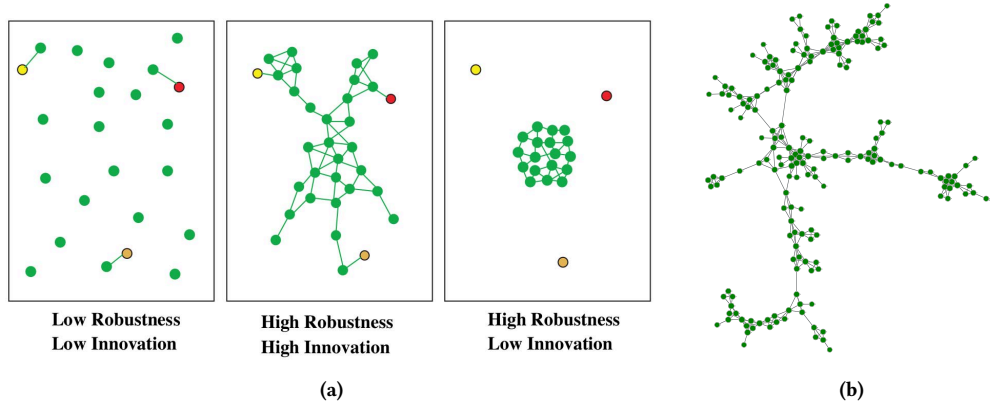 Low Robustness
Low Innovation
High Robustness
High Innovation
High Robustness
Low Innovation
(a)
(b)